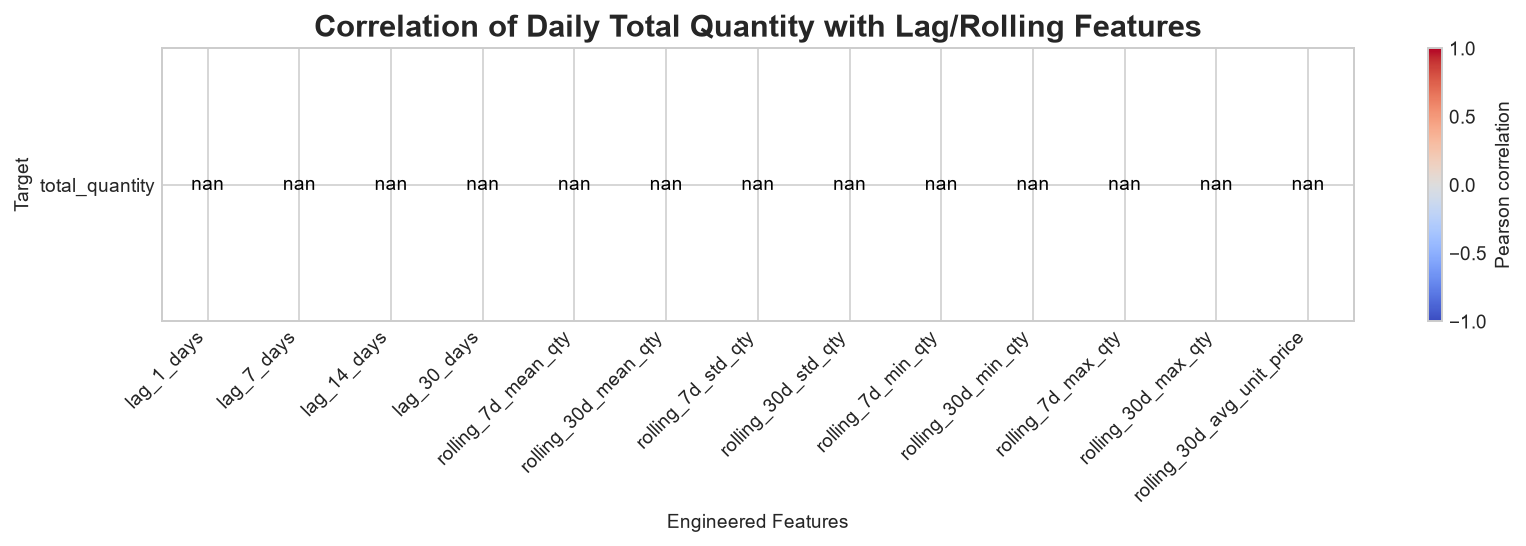 Correlation of Daily Total Quantity with Lag/Rolling Features
Target
total_quantity
nan nan nan nan nan nan nan nan nan nan nan nan nan
lag_1_days
lag_7_days
lag_14_days
lag_30_days
rolling_7d_mean_qty
rolling_30d_mean_qty
rolling_7d_std_qty
rolling_30d_std_qty
rolling_7d_min_qty
rolling_30d_min_qty
rolling_7d_max_qty
rolling_30d_max_qty
rolling_30d_avg_unit_price
Engineered Features
1.0
0.5
0.0
−0.5
−1.0
Pearson correlation